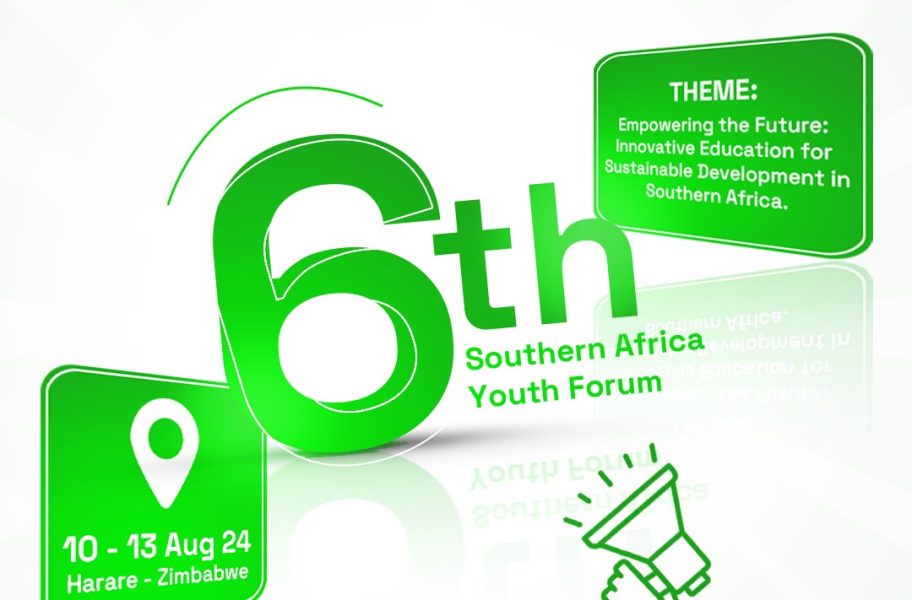 THEME:
Empowering the Future:
Innovative Education for
Sustainable Development in
Southern Africa.
6th
Southern Africa
Youth Forum
10 - 13 Aug 24
Harare - Zimbabwe